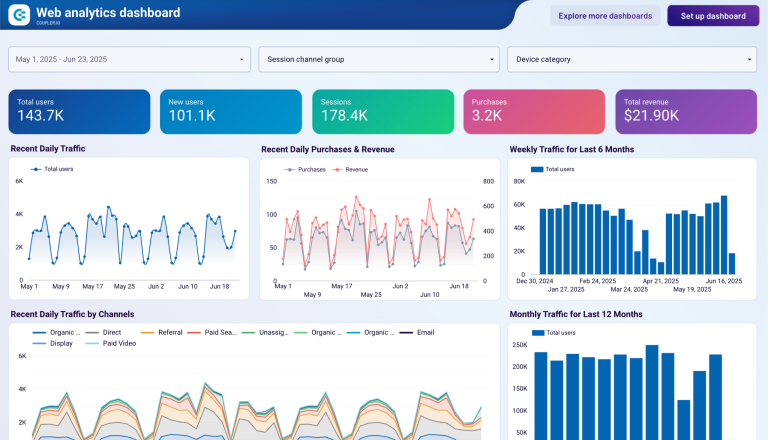 Web analytics dashboard
COUPLER.IO
Explore more dashboards
Set up dashboard
May 1, 2025 - Jun 23, 2025
Session channel group
Device category
Total users
143.7K
New users
101.1K
Sessions
178.4K
Purchases
3.2K
Total revenue
$21.90K
Recent Daily Traffic
Total users
6K
4K
2K
0
May 1 May 9 May 17 May 25 Jun 2 Jun 10 Jun 18
Recent Daily Purchases & Revenue
Purchases Revenue
150 800
100 600
400
50 200
0 0
May 1 May 17 Jun 2 Jun 18
May 9 May 25 Jun 10
Weekly Traffic for Last 6 Months
Total users
80K
60K
40K
20K
0
Dec 30, 2024 Feb 24, 2025 Apr 21, 2025 Jun 16, 2025
Jan 27, 2025 Mar 24, 2025 May 19, 2025
Recent Daily Traffic by Channels
Organic ... Direct Referral Paid Sea... Unassig... Organic ... Organic ... Email
Display Paid Video
6K
4K
2K
Monthly Traffic for Last 12 Months
Total users
250K
200K
150K
100K
50K